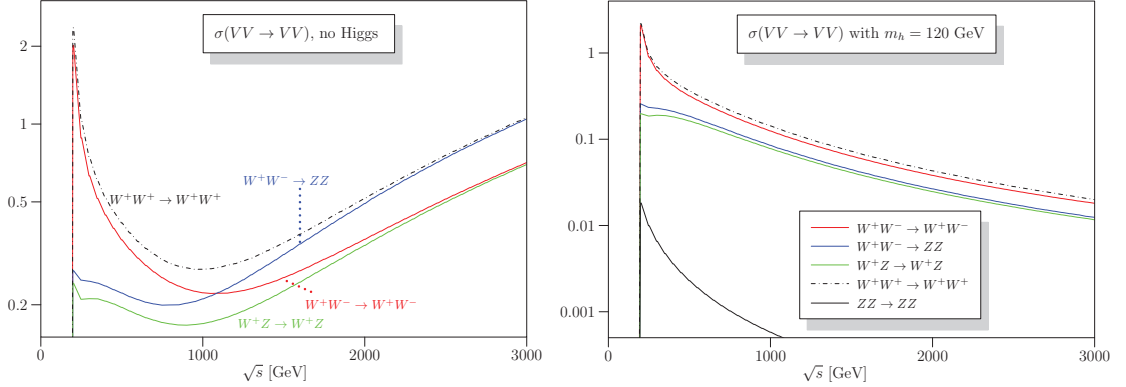 σ(VV → VV), no Higgs
2
1
0.5
0.2
W⁺W⁻ → ZZ
W⁺W⁺ → W⁺W⁺
W⁺W⁻ → W⁺W⁻
W⁺Z → W⁺Z
0
1000
2000
3000
√s [GeV]
σ(VV → VV) with mₕ = 120 GeV
1
0.1
0.01
0.001
W⁺W⁻ → W⁺W⁻
W⁺W⁻ → ZZ
W⁺Z → W⁺Z
W⁺W⁺ → W⁺W⁺
ZZ → ZZ
0
1000
2000
3000
√s [GeV]